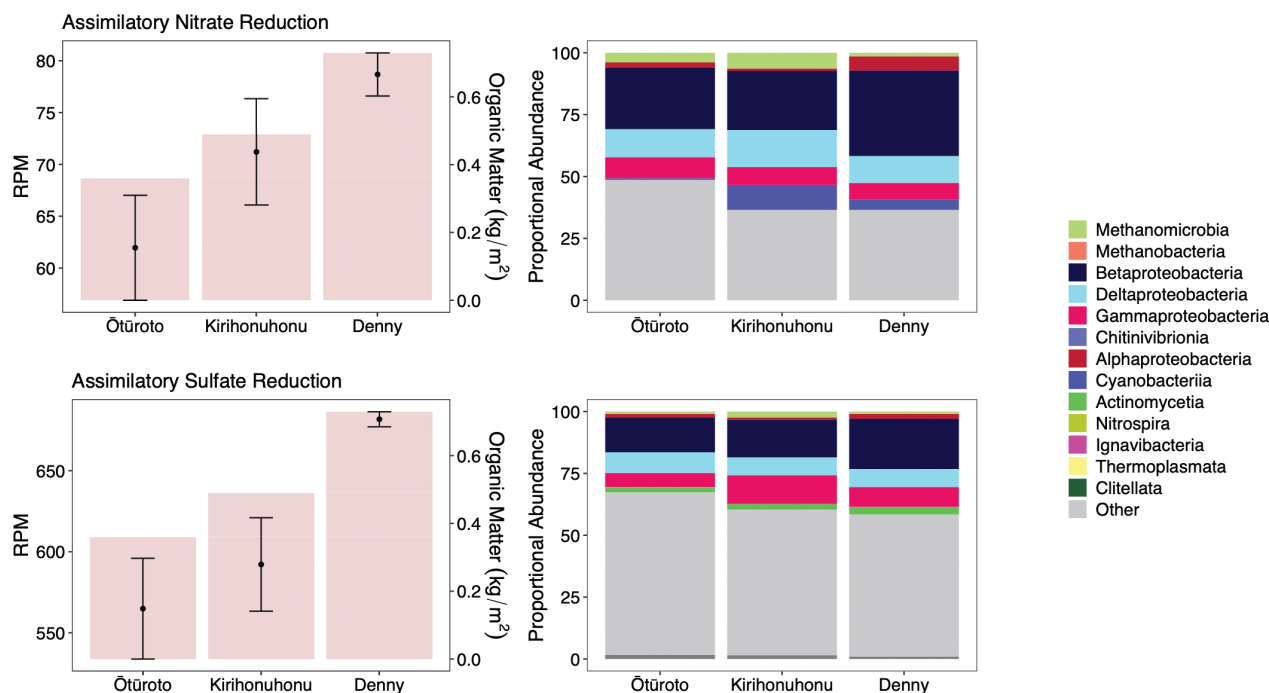 Assimilatory Nitrate Reduction
80
75
70
65
60
RPM
0.6
0.4
0.2
0.0
Organic Matter (kg/m²)
Ōtūroto
Kirihonuhonu
Denny
100
75
50
25
0
Proportional Abundance
Ōtūroto
Kirihonuhonu
Denny
Assimilatory Sulfate Reduction
650
600
550
RPM
0.6
0.4
0.2
0.0
Organic Matter (kg/m²)
Ōtūroto
Kirihonuhonu
Denny
100
75
50
25
0
Proportional Abundance
Ōtūroto
Kirihonuhonu
Denny
Methanomicrobia
Methanobacteria
Betaproteobacteria
Deltaproteobacteria
Gammaproteobacteria
Chitinivibrionia
Alphaproteobacteria
Cyanobacteriia
Actinomycetia
Nitrospira
Ignavibacteria
Thermoplasmata
Clitellata
Other